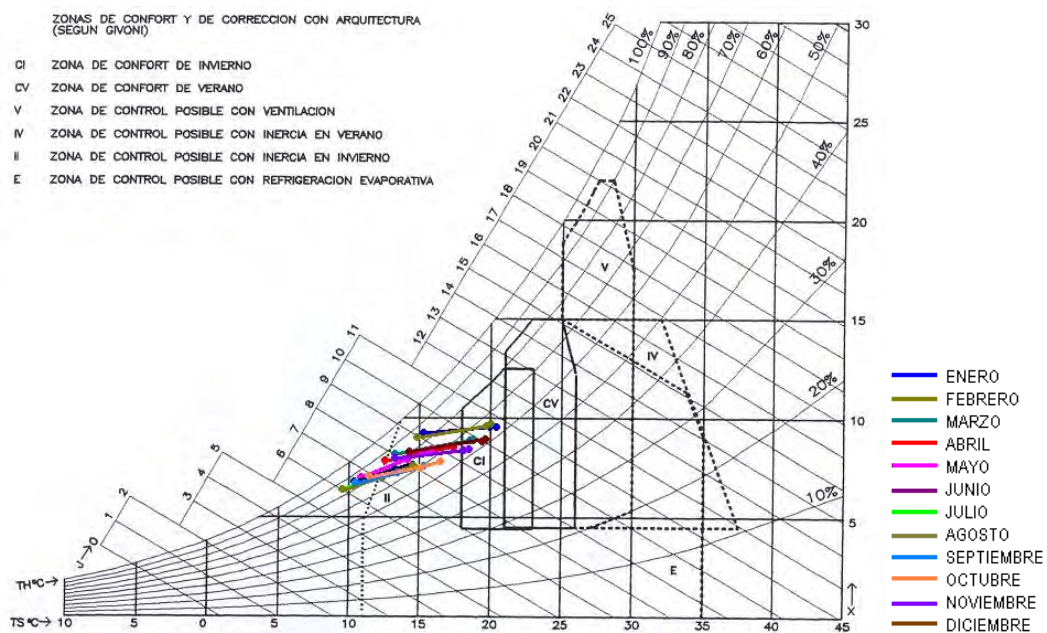 ZONAS DE CONFORT Y DE CORRECCION CON ARQUITECTURA
(SEGUN GIVONI)
CI ZONA DE CONFORT DE INVIERNO
CV ZONA DE CONFORT DE VERANO
V ZONA DE CONTROL POSIBLE CON VENTILACION
IV ZONA DE CONTROL POSIBLE CON INERCIA EN VERANO
II ZONA DE CONTROL POSIBLE CON INERCIA EN INVIERNO
E ZONA DE CONTROL POSIBLE CON REFRIGERACION EVAPORATIVA
100% 90% 80% 70% 60% 50%
40%
30%
20%
10%
30
25
20
15
10
5
X
25
24
23
22
21
20
19
18
17
16
15
14
13
12
11
10
9
8
7
6
5
4
3
2
1
0
J
V
IV
CV
CI
II
E
TH ºC
TS ºC 10 5 0 5 10 15 20 25 30 35 40 45
ENERO
FEBRERO
MARZO
ABRIL
MAYO
JUNIO
JULIO
AGOSTO
SEPTIEMBRE
OCTUBRE
NOVIEMBRE
DICIEMBRE